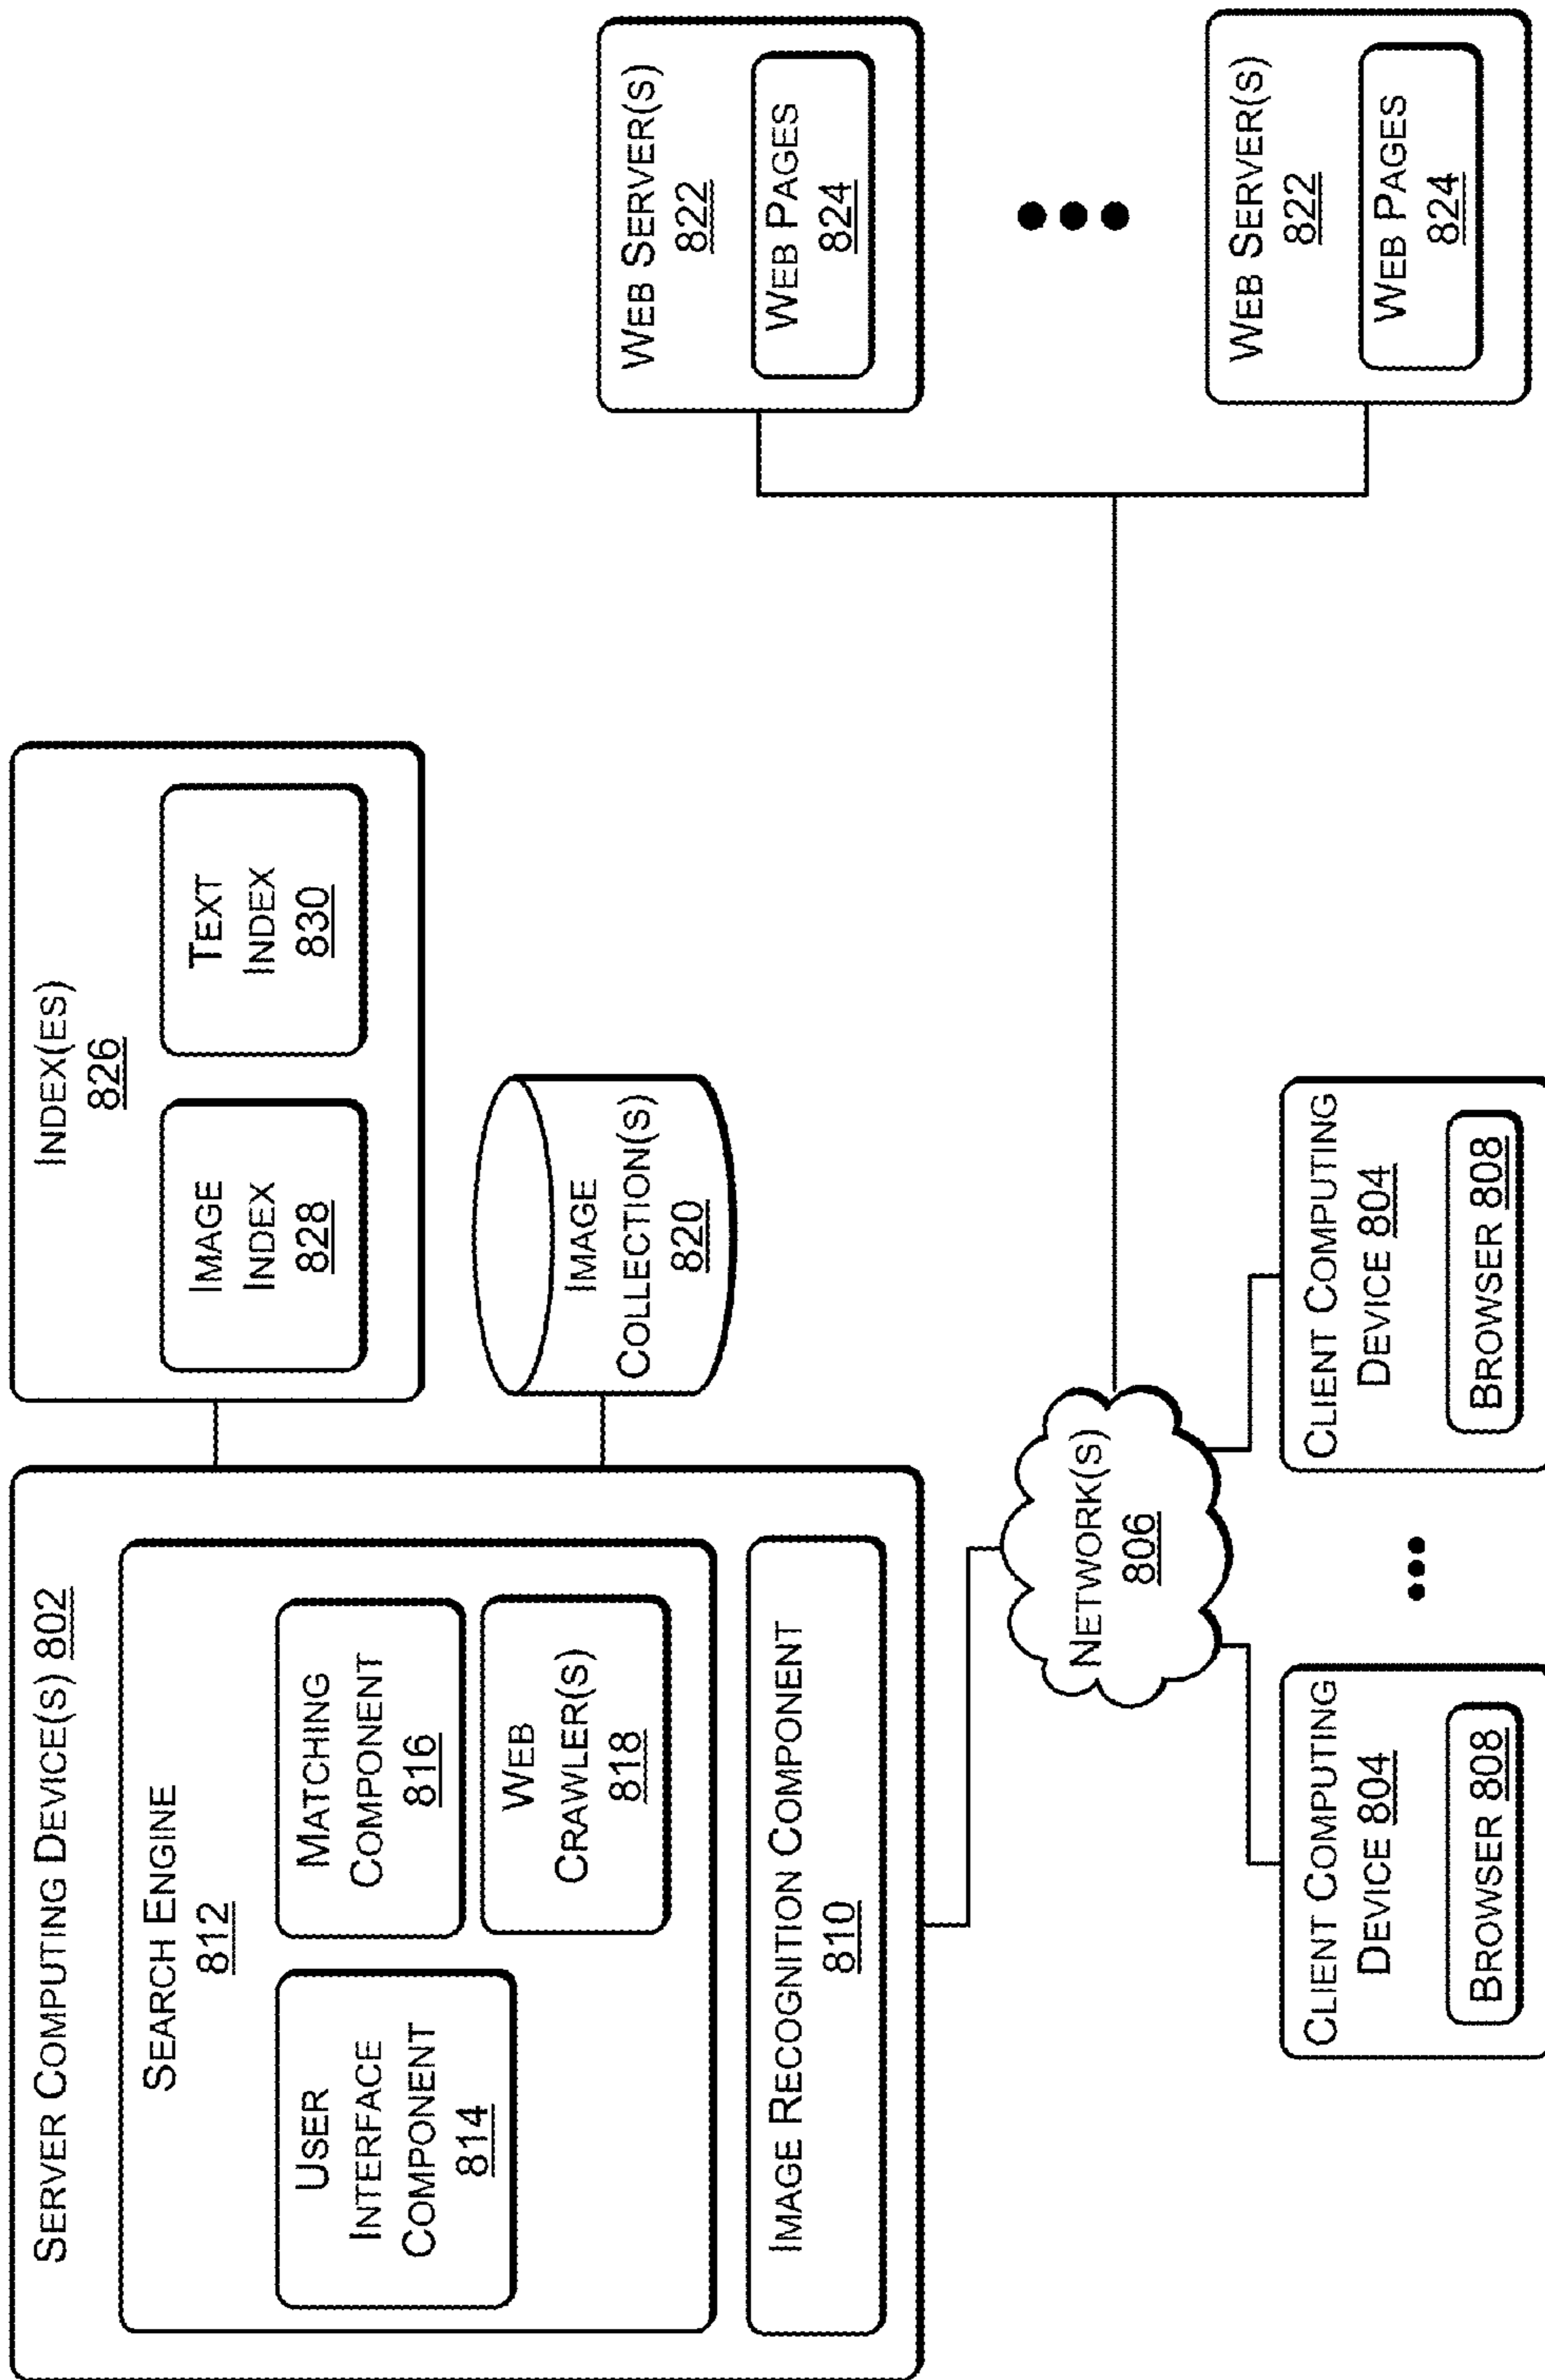 SERVER COMPUTING DEVICE(S) 802
SEARCH ENGINE
812
USER
INTERFACE
COMPONENT
814
MATCHING
COMPONENT
816
WEB
CRAWLER(S)
818
IMAGE RECOGNITION COMPONENT
810
INDEX(ES)
826
IMAGE
INDEX
828
TEXT
INDEX
830
IMAGE
COLLECTION(S)
820
NETWORK(S)
806
CLIENT COMPUTING
DEVICE 804
BROWSER 808
CLIENT COMPUTING
DEVICE 804
BROWSER 808
WEB SERVER(S)
822
WEB PAGES
824
WEB SERVER(S)
822
WEB PAGES
824